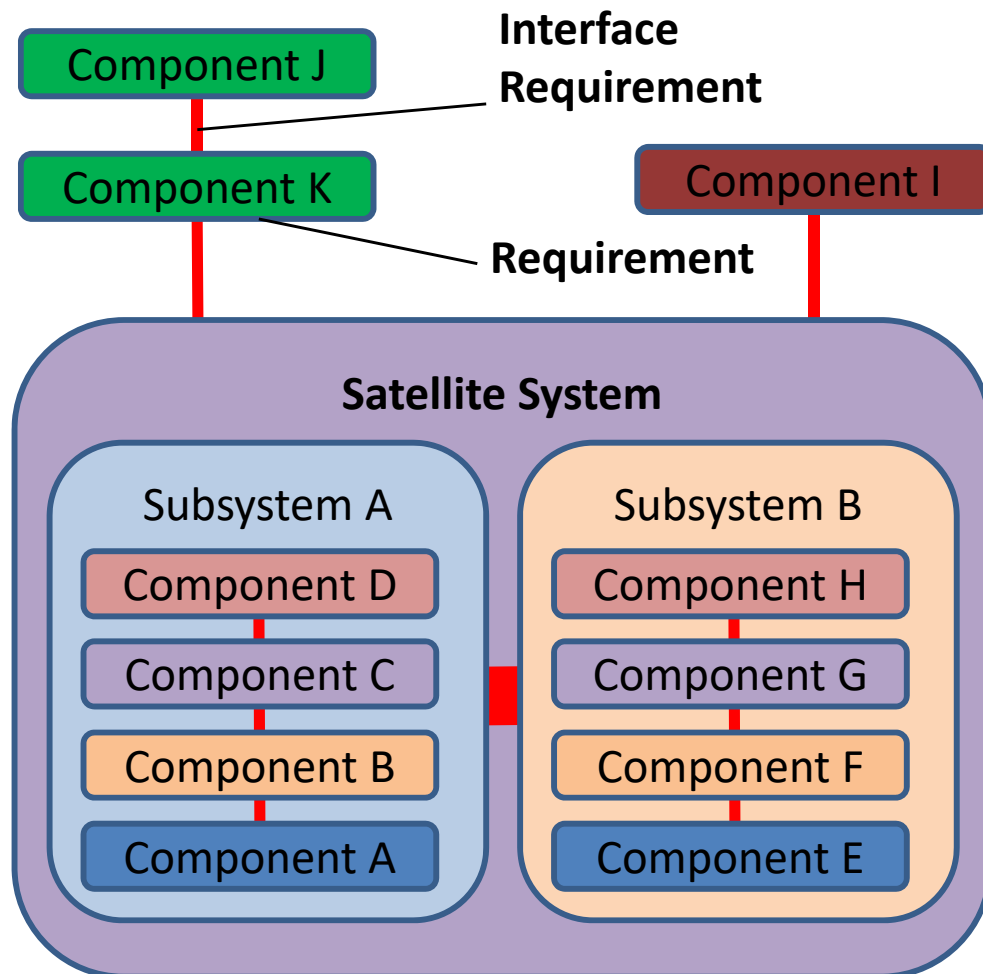 Component J
Interface
Requirement
Component K
Component I
Requirement
Satellite System
Subsystem A
Component D
Component C
Component B
Component A
Subsystem B
Component H
Component G
Component F
Component E